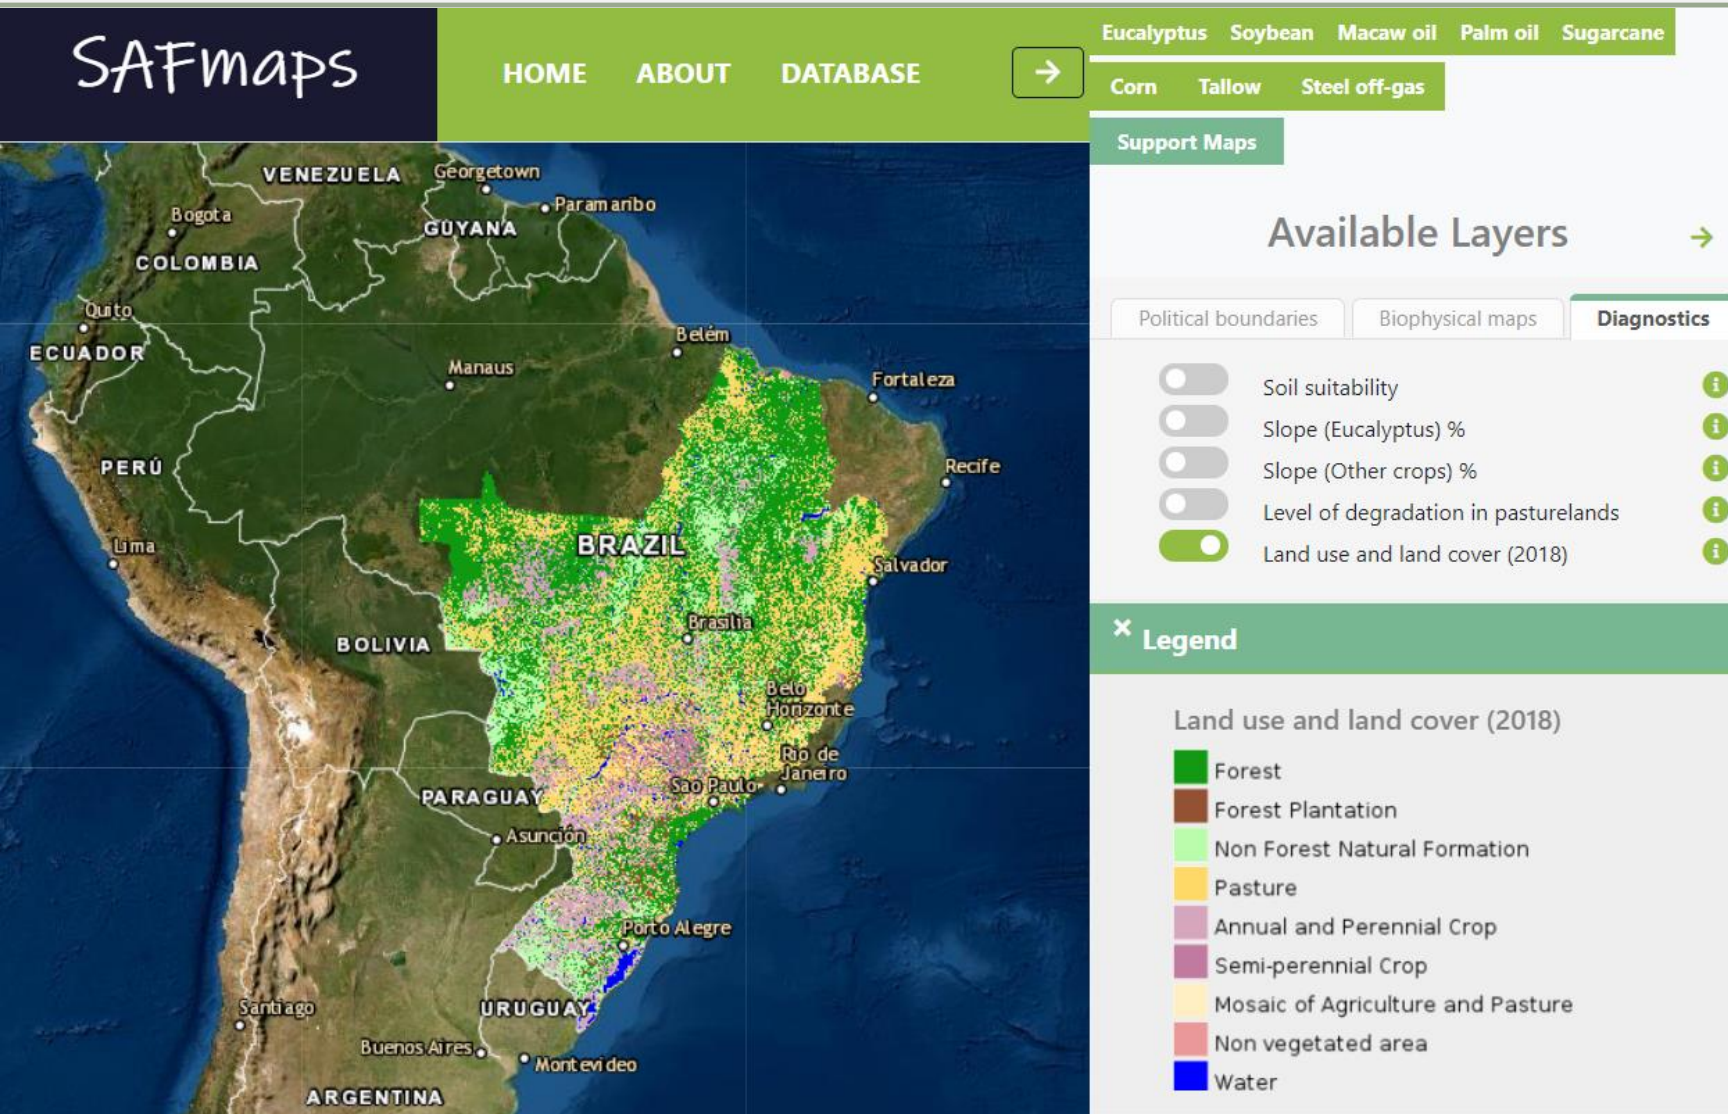 SAFmaps
HOME ABOUT DATABASE →
Eucalyptus Soybean Macaw oil Palm oil Sugarcane
Corn Tallow Steel off-gas
Support Maps
Available Layers →
Political boundaries Biophysical maps Diagnostics
Soil suitability
Slope (Eucalyptus) %
Slope (Other crops) %
Level of degradation in pasturelands
Land use and land cover (2018)
× Legend
Land use and land cover (2018)
Forest
Forest Plantation
Non Forest Natural Formation
Pasture
Annual and Perennial Crop
Semi-perennial Crop
Mosaic of Agriculture and Pasture
Non vegetated area
Water
VENEZUELA
Georgetown
Paramaribo
Bogota
GUYANA
COLOMBIA
Quito
Belém
ECUADOR
Manaus
Fortaleza
PERÚ
Recife
Lima
BRAZIL
Salvador
Brasilia
BOLIVIA
Belo
Horizonte
Rio de
Janeiro
Sao Paulo
PARAGUAY
Asunción
Porto Alegre
Santiago
URUGUAY
Buenos Aires
Montevideo
ARGENTINA